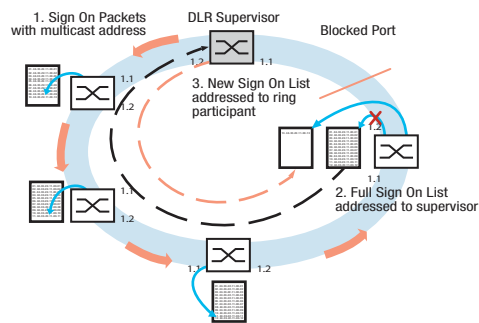 1. Sign On Packets
with multicast address
DLR Supervisor
Blocked Port
1.2
1.1
3. New Sign On List
addressed to ring
participant
1.1
1.2
1.2
1.1
2. Full Sign On List
addressed to supervisor
1.1
1.2
1.1
1.2